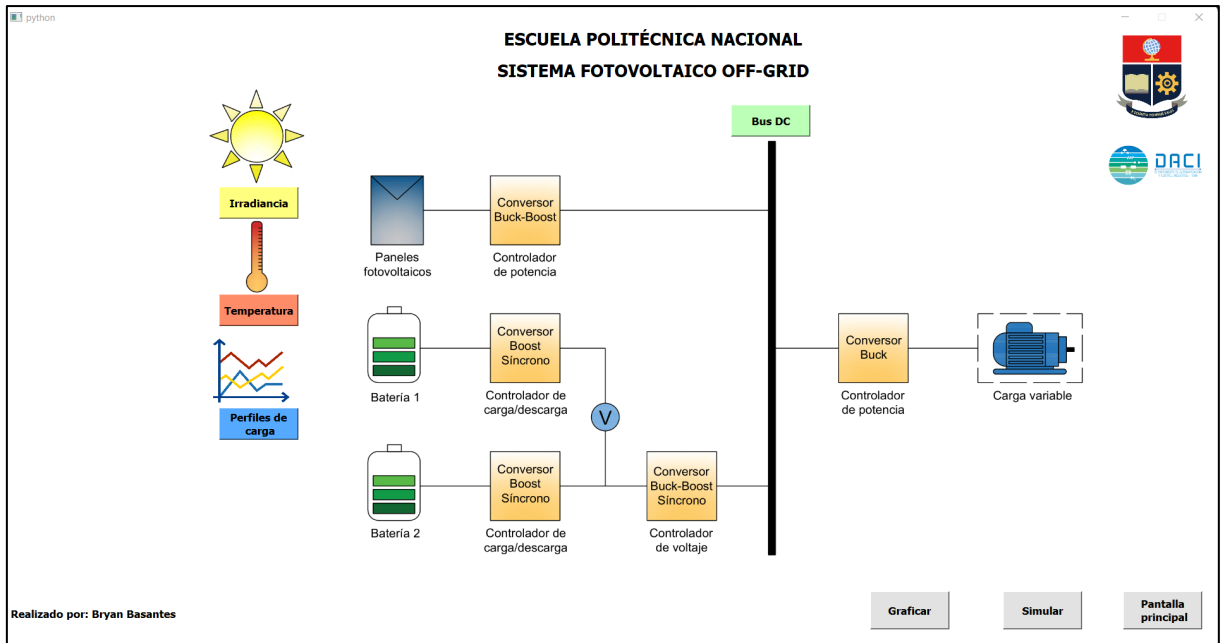 python
ESCUELA POLITÉCNICA NACIONAL
SISTEMA FOTOVOLTAICO OFF-GRID
Bus DC
DACI
Irradiancia
Conversor
Buck-Boost
Paneles
fotovoltaicos
Controlador
de potencia
Temperatura
Conversor
Boost
Síncrono
Batería 1
Controlador de
carga/descarga
Conversor
Buck
Controlador
de potencia
Carga variable
Perfiles de
carga
V
Conversor
Boost
Síncrono
Conversor
Buck-Boost
Síncrono
Batería 2
Controlador de
carga/descarga
Controlador
de voltaje
Realizado por: Bryan Basantes
Graficar
Simular
Pantalla
principal